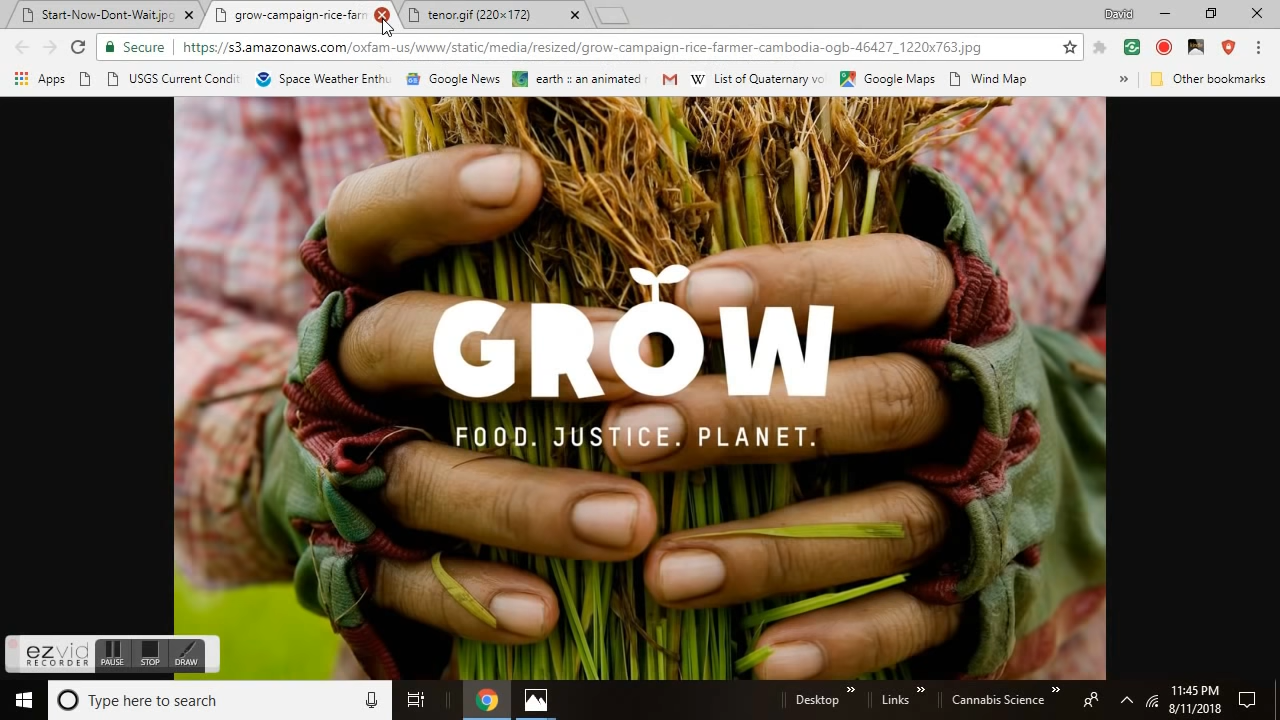 Start-Now-Dont-Wait.jpg
grow-campaign-rice-farm
tenor.gif (220×172)
David
Secure
https://s3.amazonaws.com/oxfam-us/www/static/media/resized/grow-campaign-rice-farmer-cambodia-ogb-46427_12200763.jpg
Apps
USGS Current Condit
Space Weather Enthu
Google News
earth :: an animated
W List of Quaternary vo
Google Maps
Wind Map
»
Other bookmarks
GROW
FOOD. JUSTICE. PLANET.
ezvid
RECORDER
PAUSE
STOP
DRAW
Type here to search
Desktop »
Links »
Cannabis Science »
11:45 PM
8/11/2018